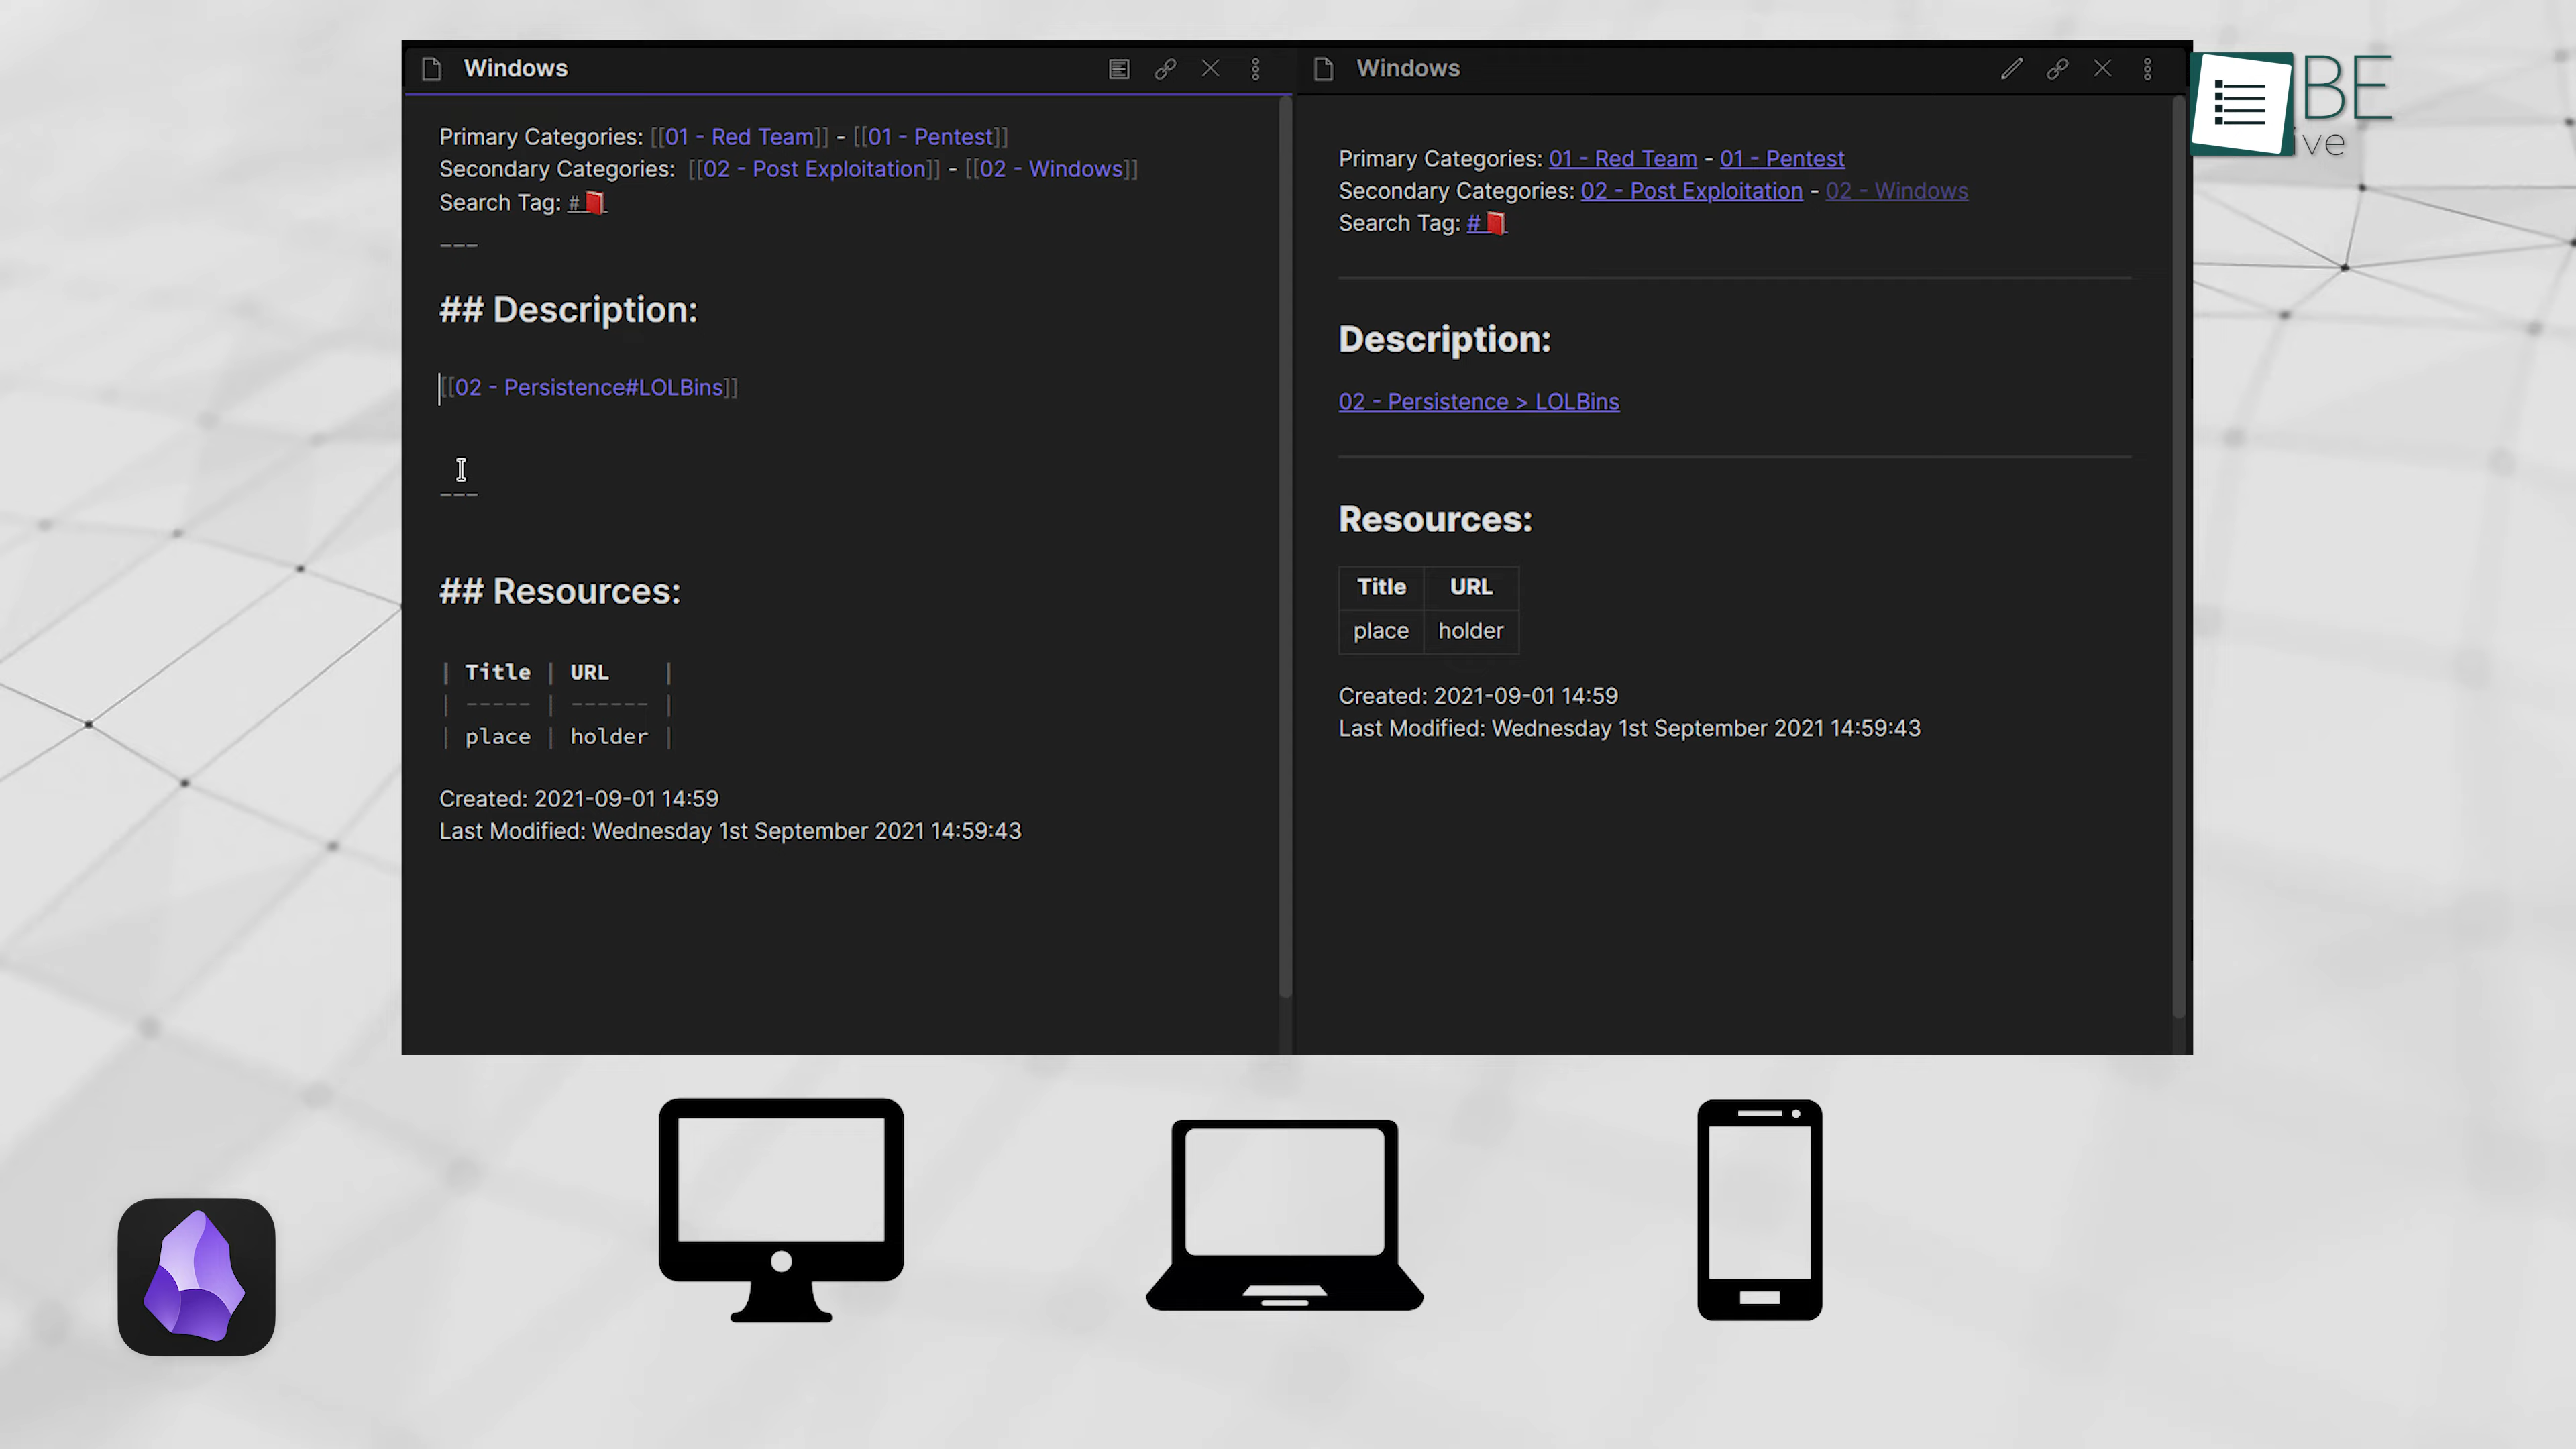 Windows
Primary Categories: [[01 - Red Team]] - [[01 - Pentest]]
Secondary Categories: [[02 - Post Exploitation]] - [[02 - Windows]]
Search Tag: #📕
---
## Description:
[[02 - Persistence#LOLBins]]
---
## Resources:
| Title | URL |
| ----- | ------ |
| place | holder |
Created: 2021-09-01 14:59
Last Modified: Wednesday 1st September 2021 14:59:43
Windows
Primary Categories: 01 - Red Team - 01 - Pentest
Secondary Categories: 02 - Post Exploitation - 02 - Windows
Search Tag: #📕
Description:
02 - Persistence > LOLBins
Resources:
Title URL
place holder
Created: 2021-09-01 14:59
Last Modified: Wednesday 1st September 2021 14:59:43
BE
ive